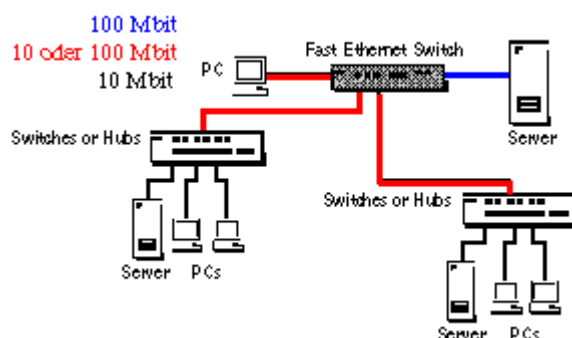 100 Mbit
10 oder 100 Mbit
10 Mbit
PC
Fast Ethernet Switch
Server
Switches or Hubs
Server PCs
Switches or Hubs
Server PCs